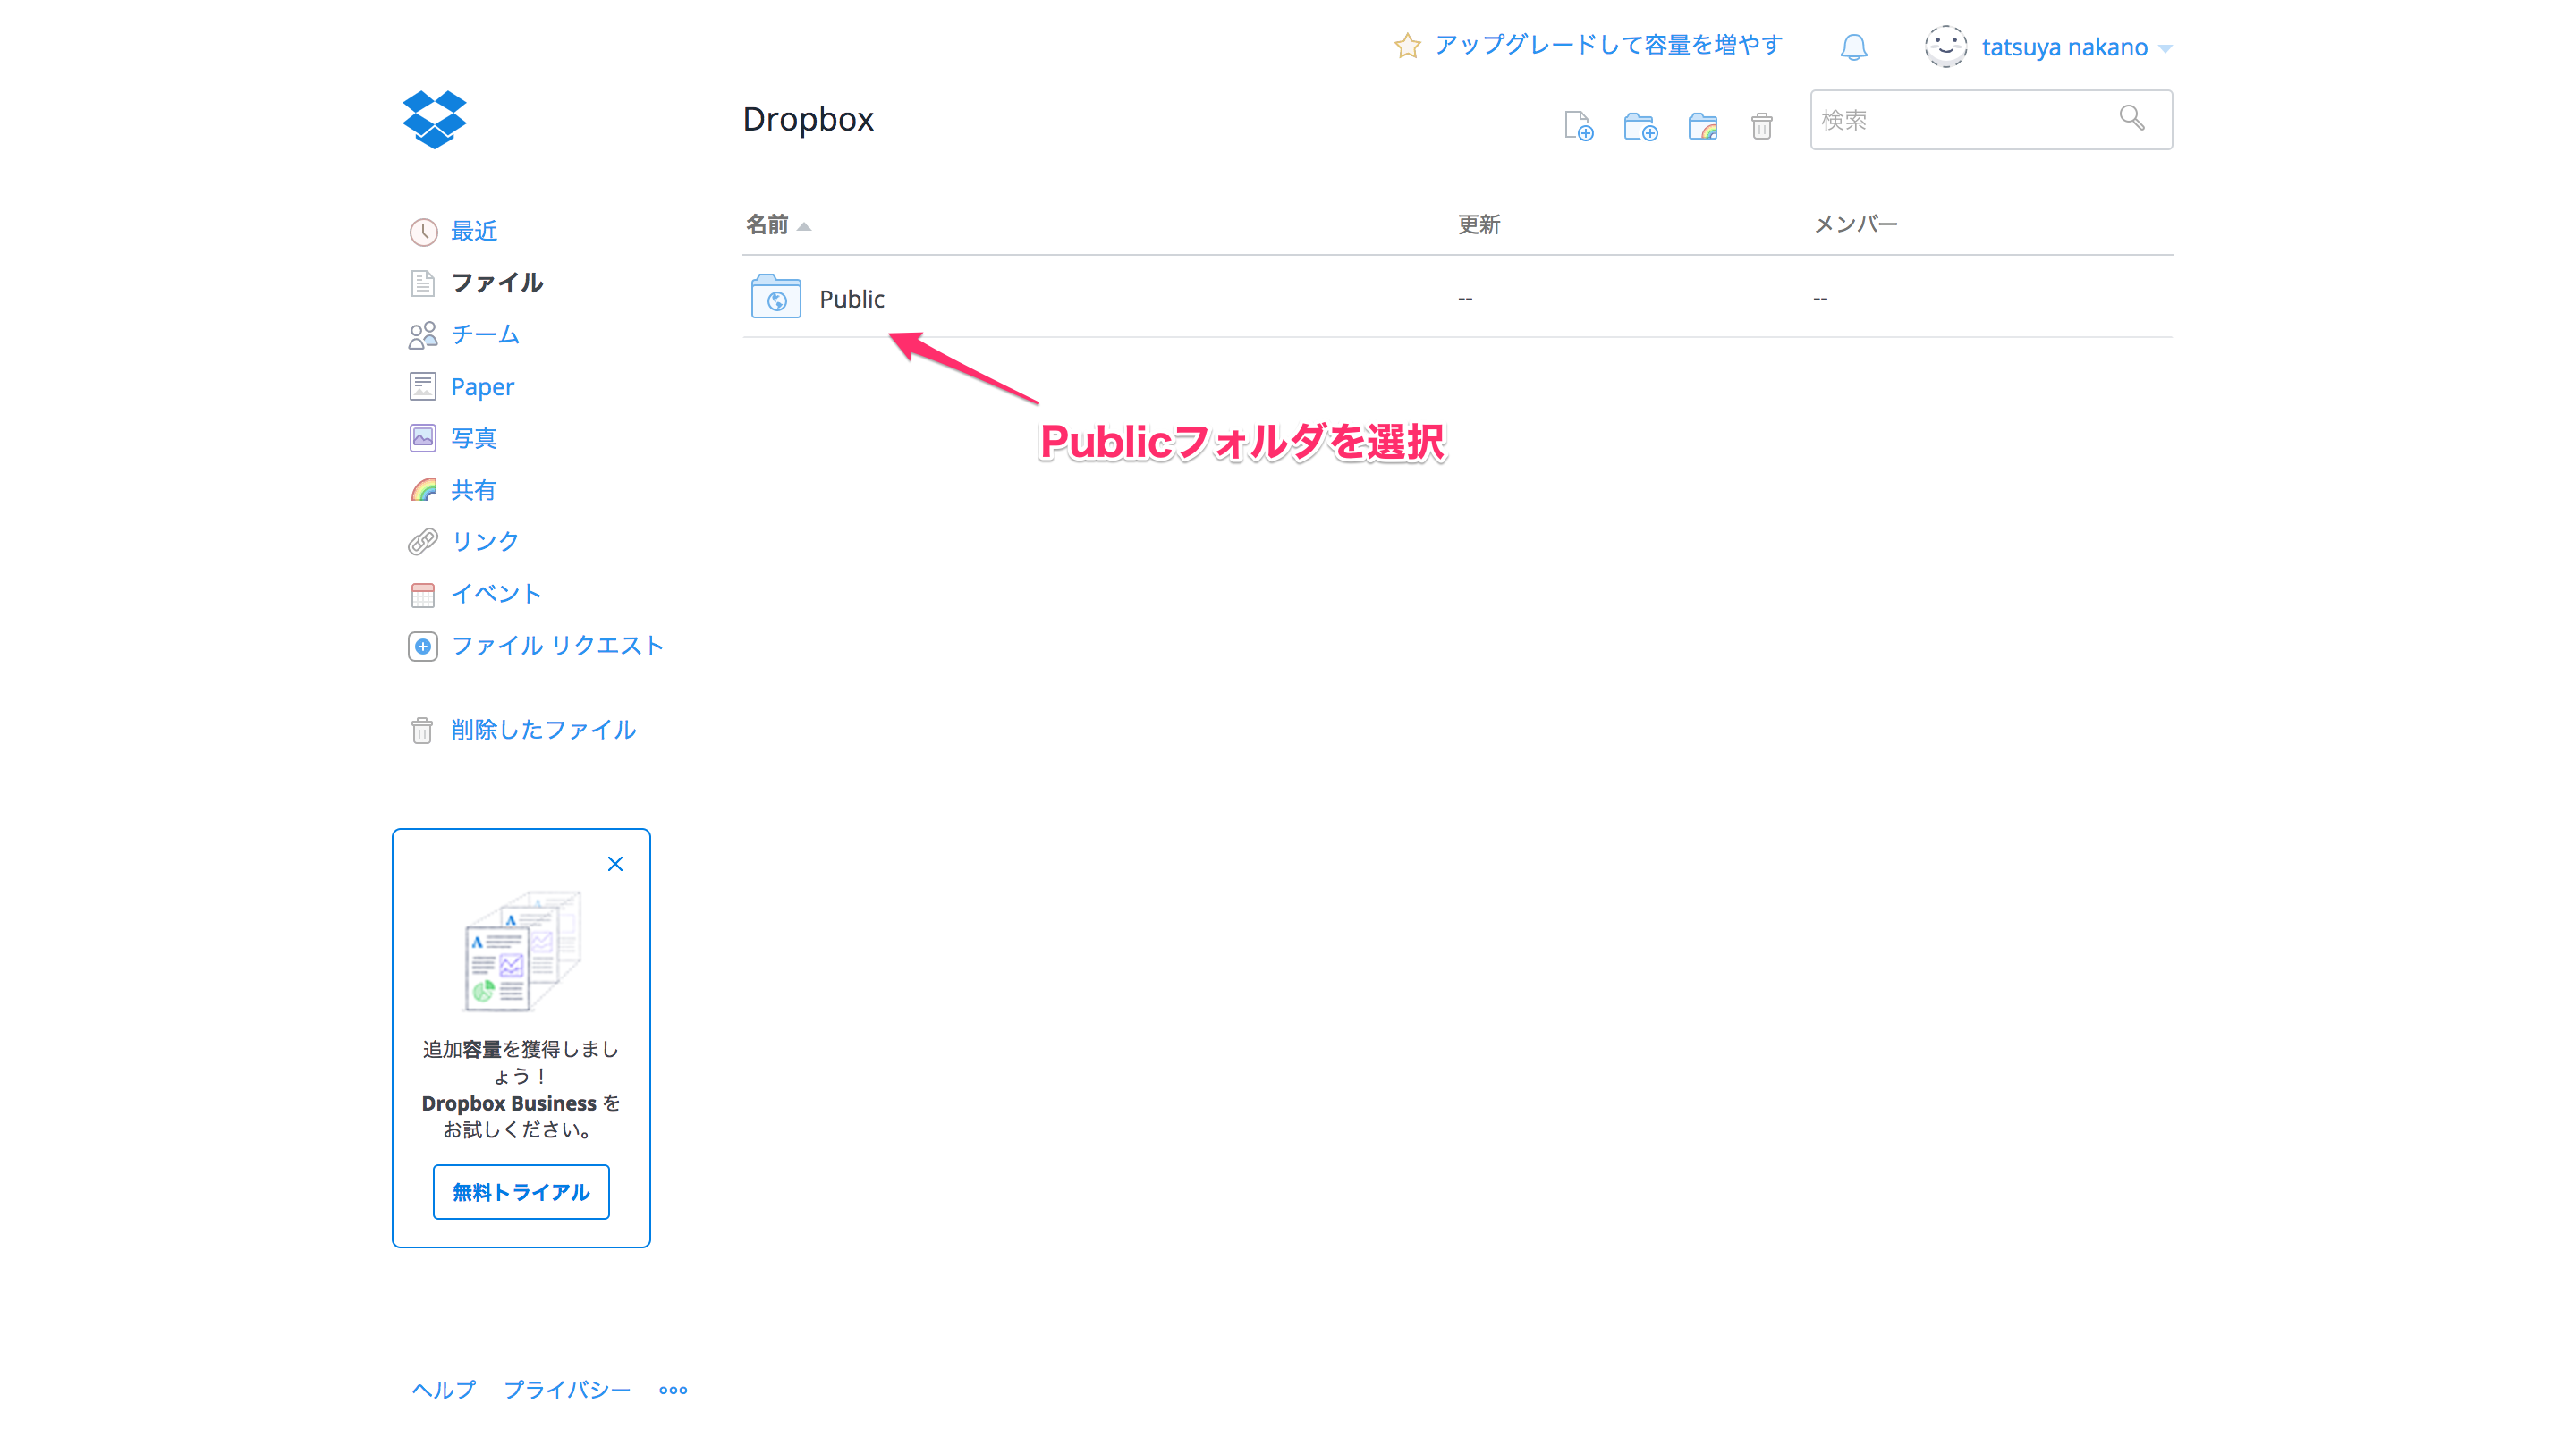 アップグレードして容量を増やす
tatsuya nakano
Dropbox
検索
最近
ファイル
チーム
Paper
写真
共有
リンク
イベント
ファイル リクエスト
削除したファイル
名前 更新 メンバー
Public -- --
Publicフォルダを選択
追加容量を獲得しまし
ょう！
Dropbox Business を
お試しください。
無料トライアル
ヘルプ プライバシー